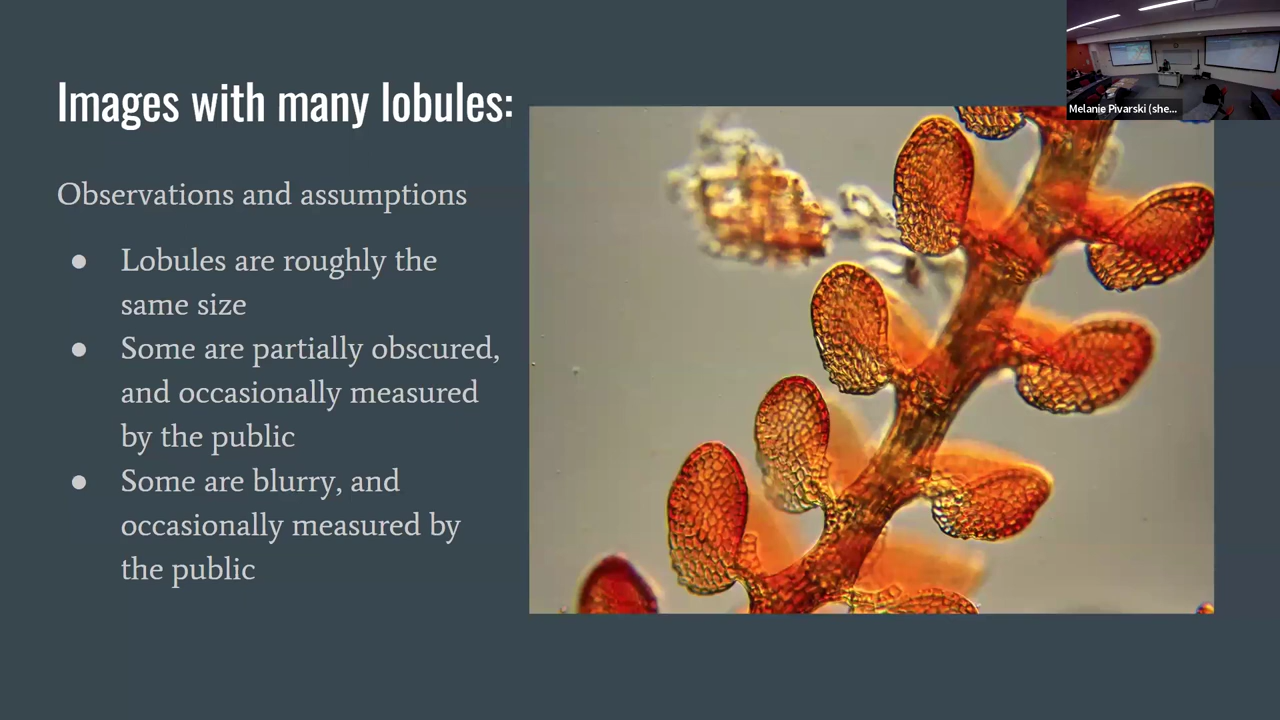 Images with many lobules:
Observations and assumptions
● Lobules are roughly the
same size
● Some are partially obscured,
and occasionally measured
by the public
● Some are blurry, and
occasionally measured by
the public
Melanie Pivarski (she...